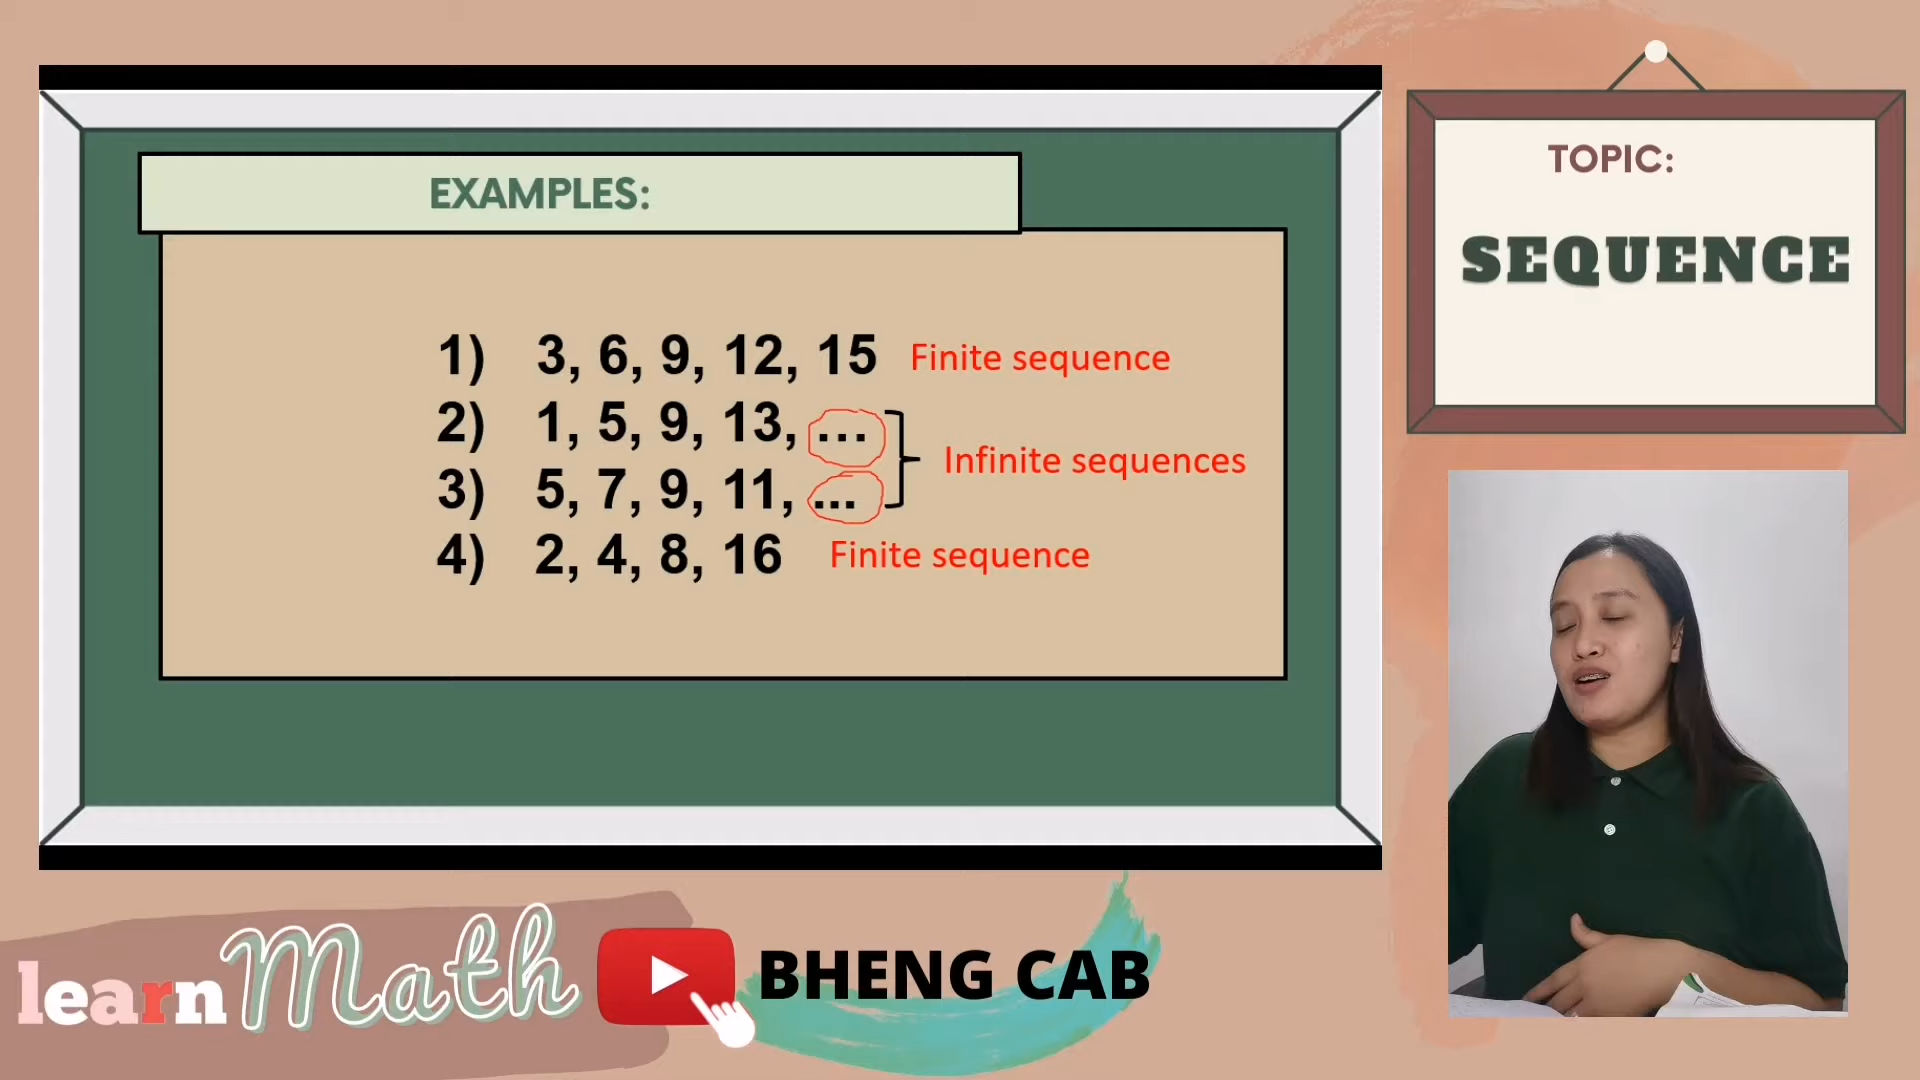 EXAMPLES:
1) 3, 6, 9, 12, 15 Finite sequence
2) 1, 5, 9, 13, ...
Infinite sequences
3) 5, 7, 9, 11, ...
4) 2, 4, 8, 16 Finite sequence
TOPIC:
SEQUENCE
learn Math
BHENG CAB